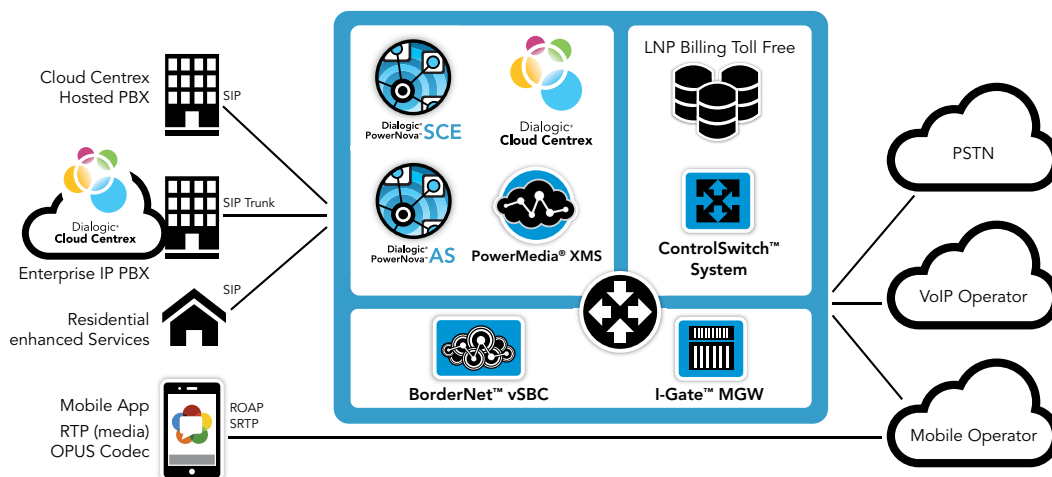 Cloud Centrex
Hosted PBX
SIP
Dialogic®
Cloud Centrex
SIP Trunk
Enterprise IP PBX
SIP
Residential
enhanced Services
Mobile App
RTP (media)
OPUS Codec
ROAP
SRTP
Dialogic®
PowerNova™ SCE
Dialogic®
Cloud Centrex
Dialogic®
PowerNova™ AS
PowerMedia® XMS
LNP Billing Toll Free
ControlSwitch™
System
BorderNet™ vSBC
I-Gate™ MGW
PSTN
VoIP Operator
Mobile Operator